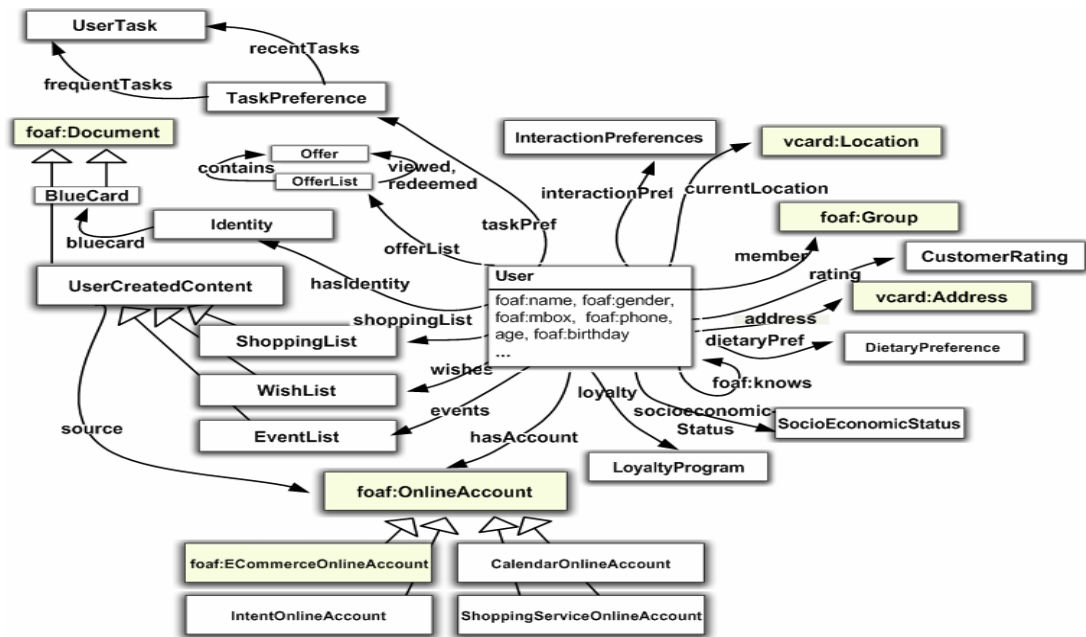 UserTask
recentTasks
frequentTasks
TaskPreference
foaf:Document
InteractionPreferences
vcard:Location
Offer
contains
viewed,
redeemed
OfferList
BlueCard
interactionPref
currentLocation
Identity
bluecard
taskPref
foaf:Group
offerList
member
CustomerRating
rating
User
UserCreatedContent
hasIdentity
foaf:name, foaf:gender,
foaf:mbox, foaf:phone,
age, foaf:birthday
...
vcard:Address
shoppingList
address
ShoppingList
dietaryPref
DietaryPreference
wishes
foaf:knows
WishList
loyalty
events
socioeconomic-
Status
source
EventList
hasAccount
SocioEconomicStatus
LoyaltyProgram
foaf:OnlineAccount
foaf:ECommerceOnlineAccount
CalendarOnlineAccount
IntentOnlineAccount
ShoppingServiceOnlineAccount